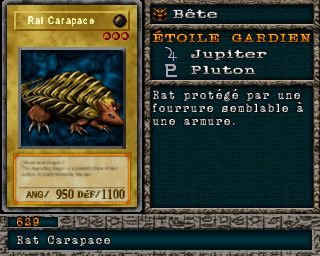 Rat Carapace
ANG/ 950 DéF/1100
Bête
ÉTOILE GARDIEN
Jupiter
Pluton
Rat protégé par une
fourrure semblable à
une armure.
629
Rat Carapace